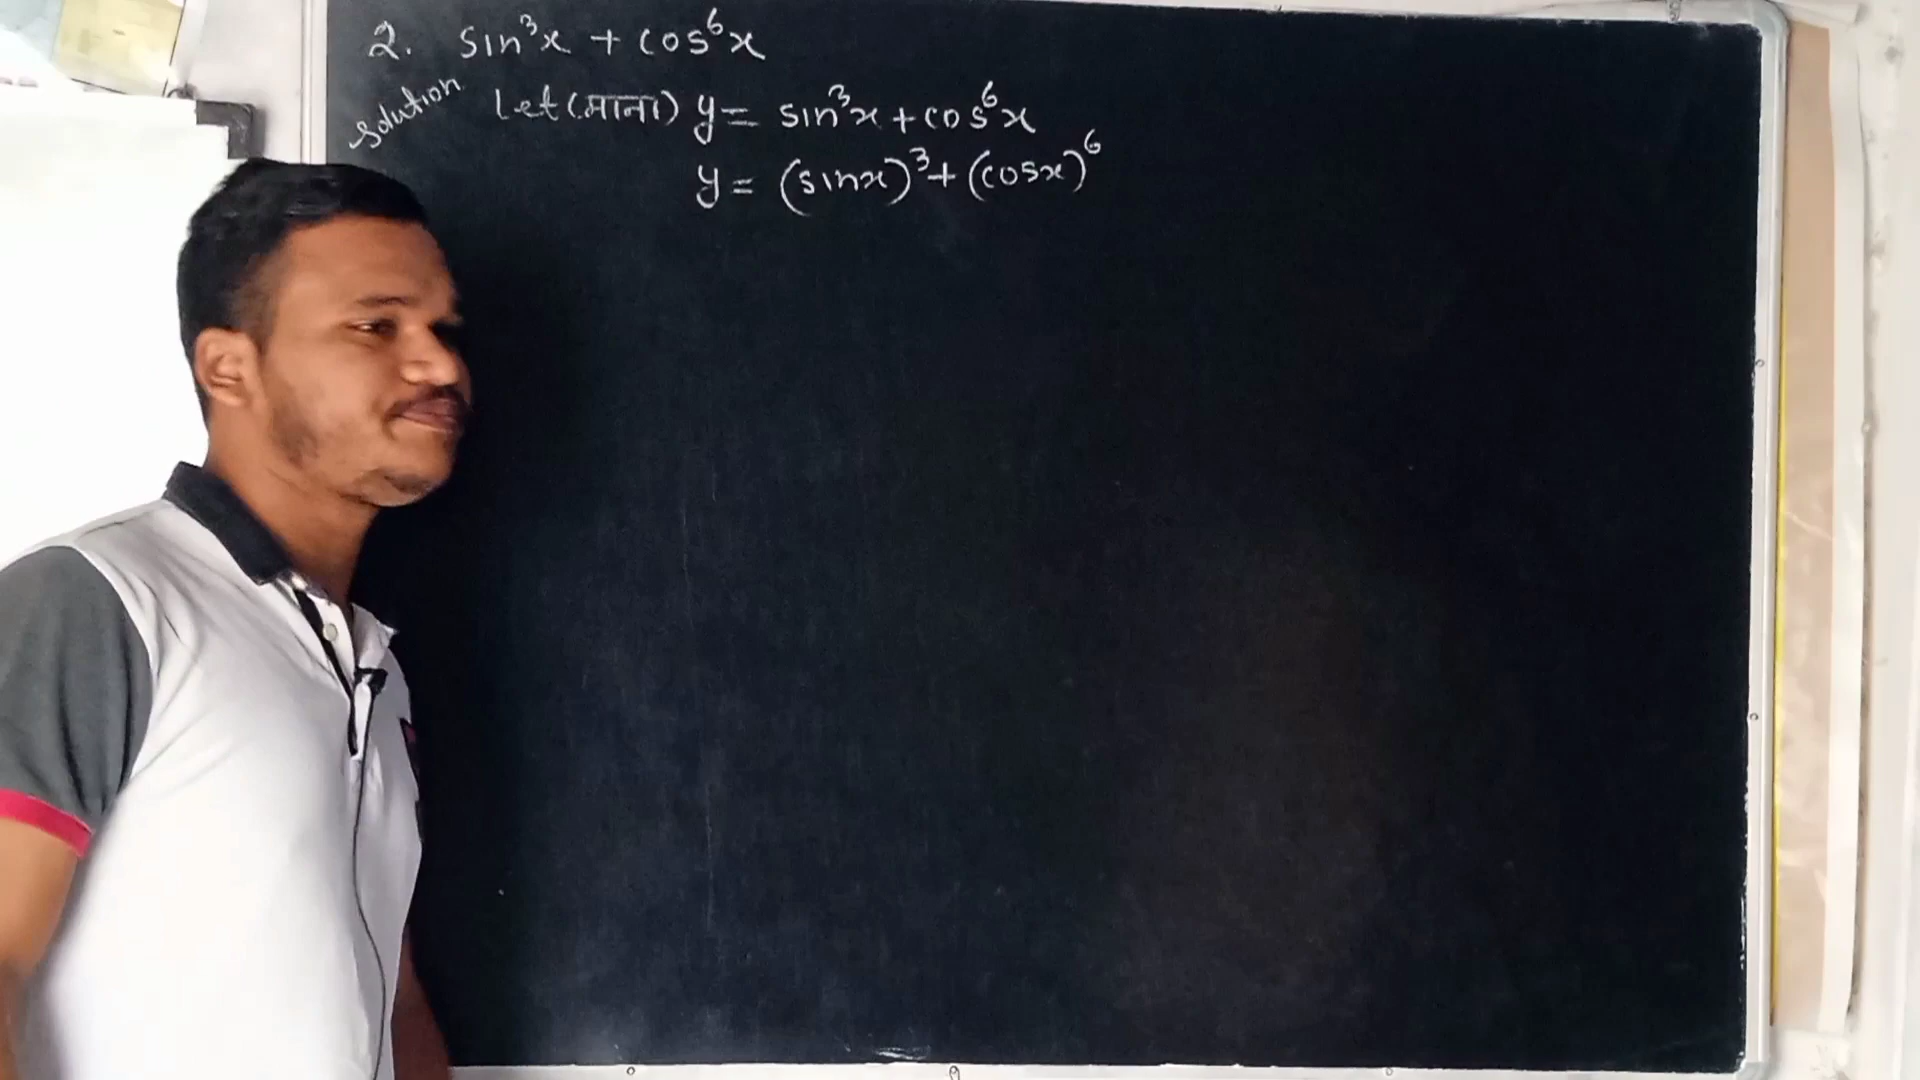 2. sin³x + cos⁶x
solution Let (माना) y = sin³x + cos⁶x
y = (sinx)³ + (cosx)⁶